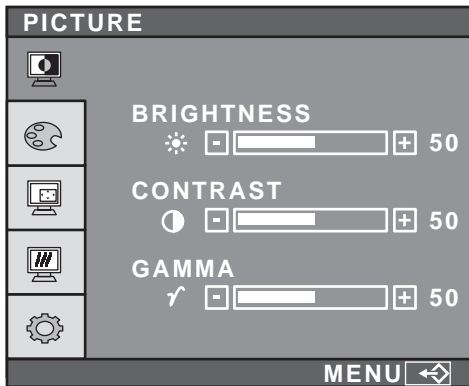 PICTURE
BRIGHTNESS
- + 50
CONTRAST
- + 50
GAMMA
γ - + 50
MENU